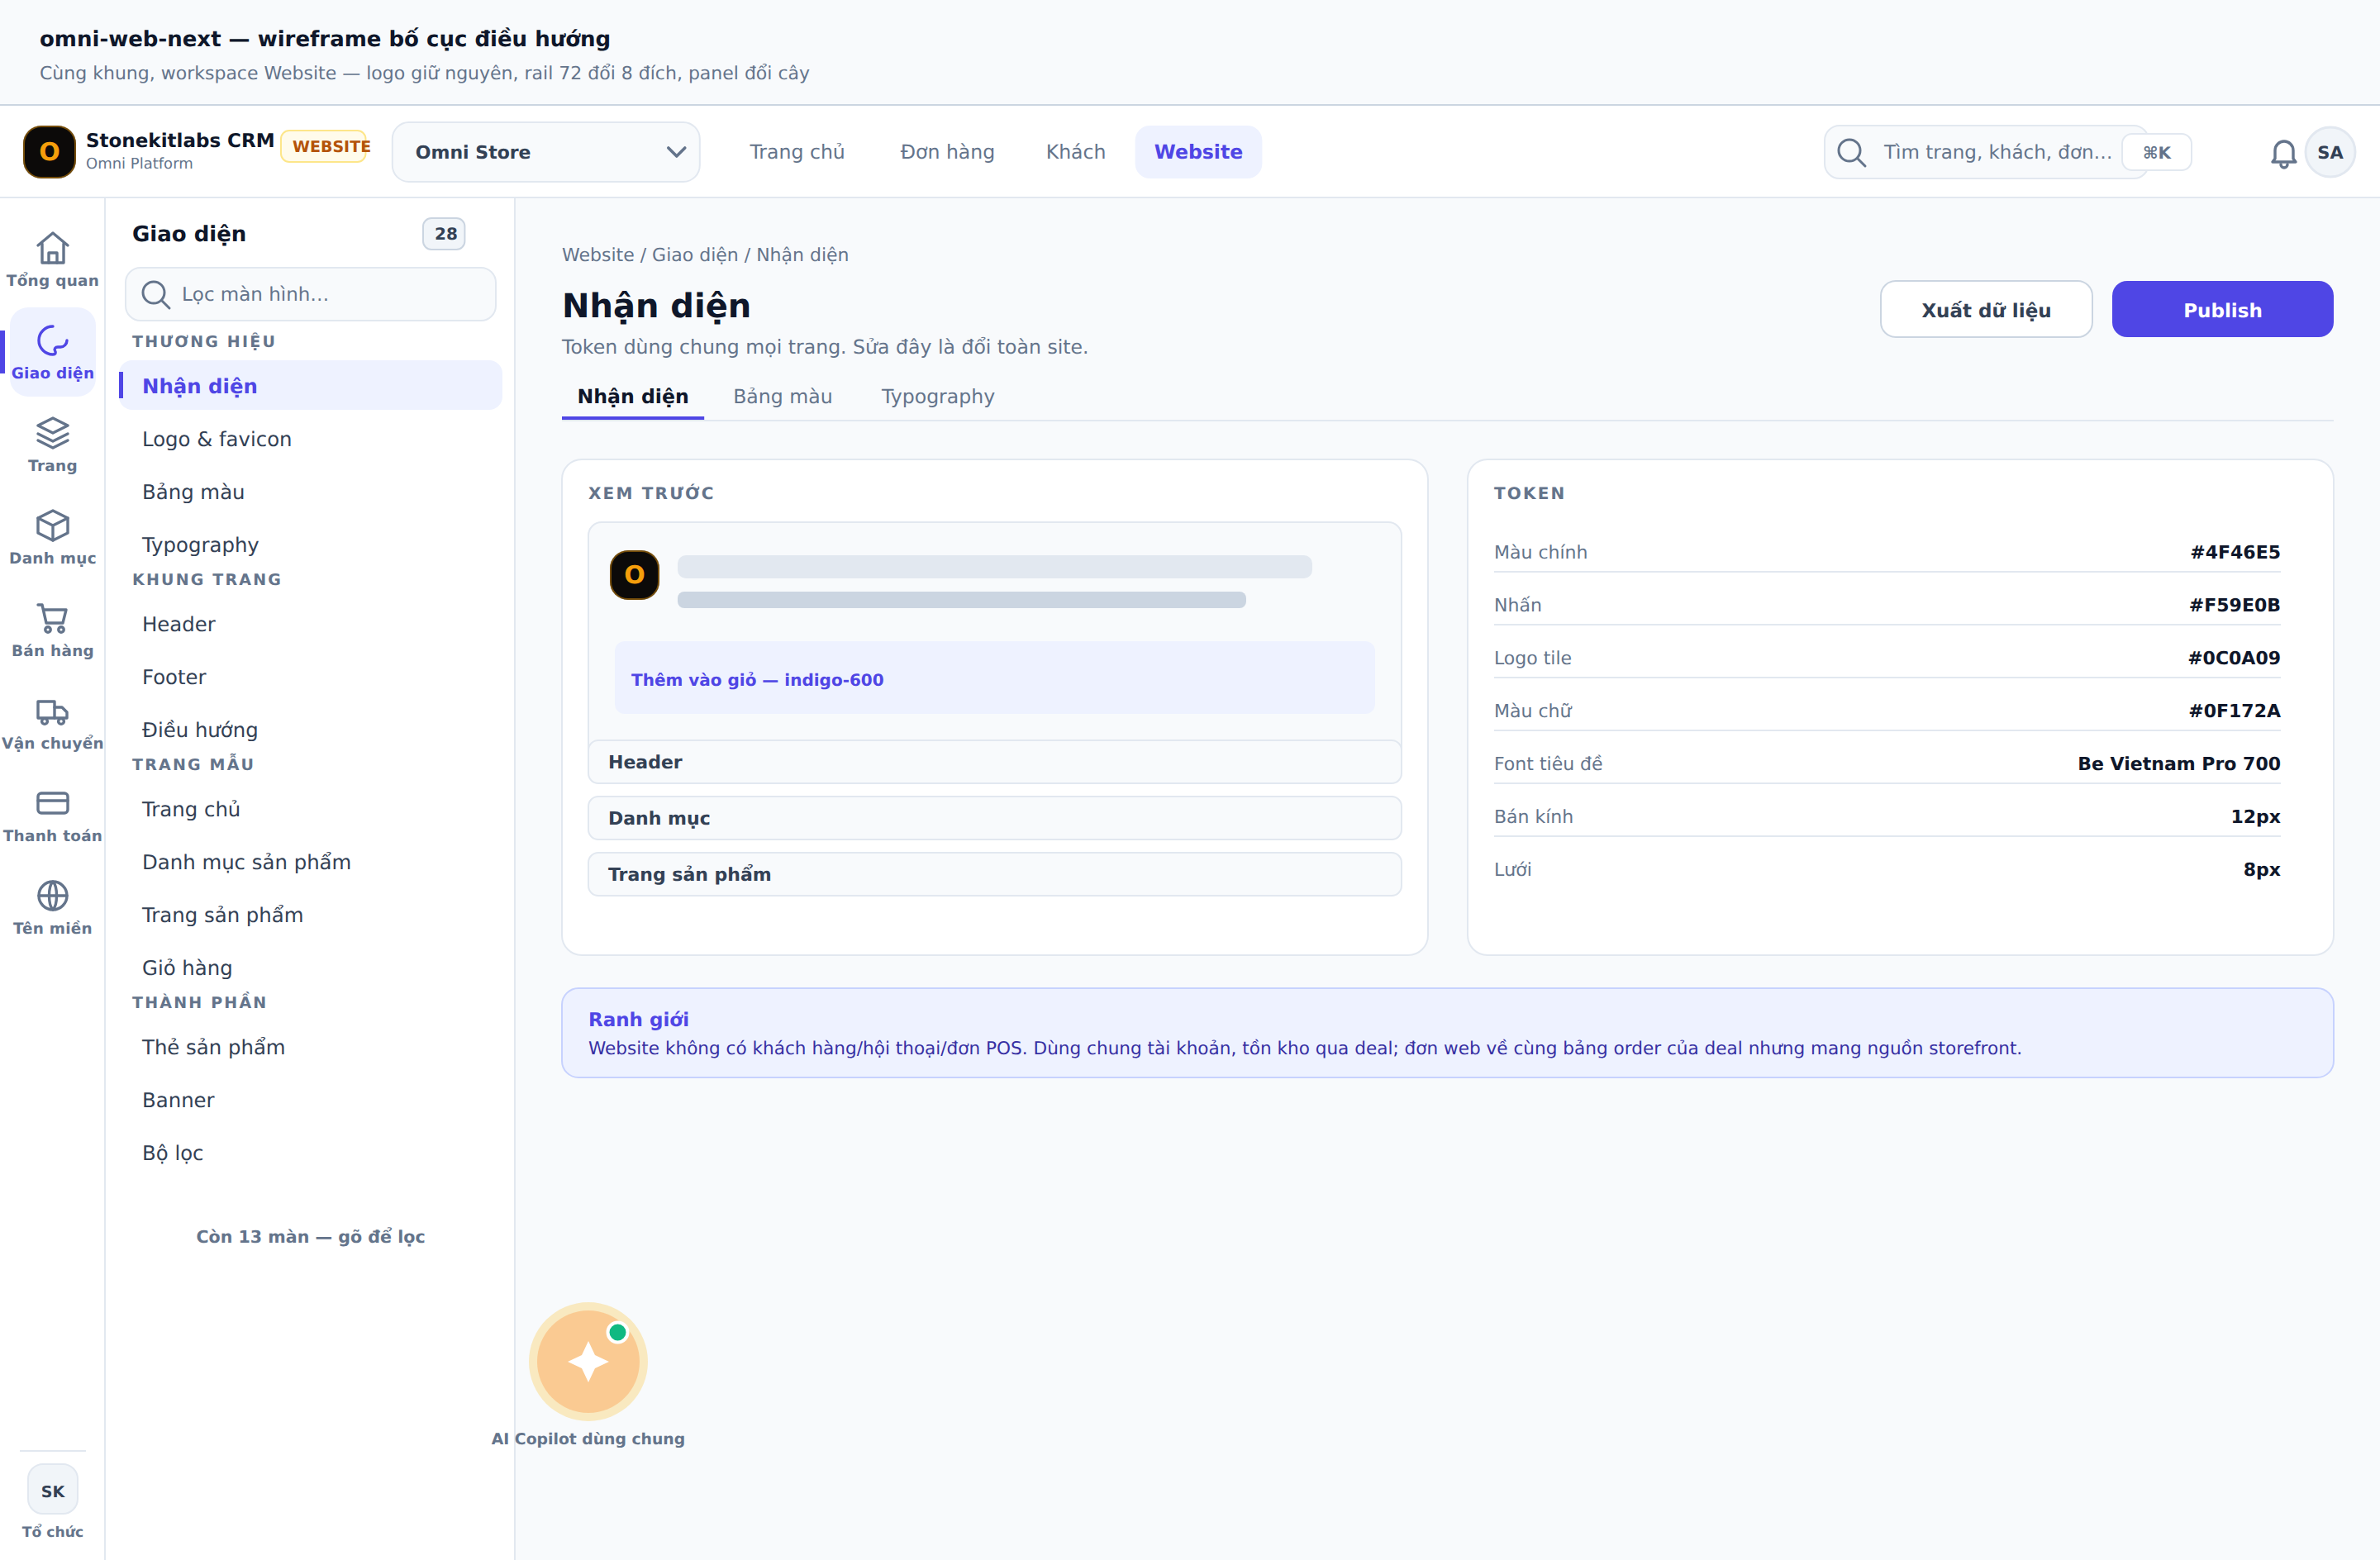 omni-web-next — wireframe bố cục điều hướng
Cùng khung, workspace Website — logo giữ nguyên, rail 72 đổi 8 đích, panel đổi cây
O
Stonekitlabs CRM
WEBSITE
Omni Platform
Omni Store
Trang chủ
Đơn hàng
Khách
Website
Tìm trang, khách, đơn…
⌘K
SA
Tổng quan
Giao diện
Trang
Danh mục
Bán hàng
Vận chuyển
Thanh toán
Tên miền
SK
Tổ chức
Giao diện
28
Lọc màn hình…
THƯƠNG HIỆU
Nhận diện
Logo & favicon
Bảng màu
Typography
KHUNG TRANG
Header
Footer
Điều hướng
TRANG MẪU
Trang chủ
Danh mục sản phẩm
Trang sản phẩm
Giỏ hàng
THÀNH PHẦN
Thẻ sản phẩm
Banner
Bộ lọc
Còn 13 màn — gõ để lọc
Website / Giao diện / Nhận diện
Nhận diện
Token dùng chung mọi trang. Sửa đây là đổi toàn site.
Xuất dữ liệu
Publish
Nhận diện
Bảng màu
Typography
XEM TRƯỚC
O
Thêm vào giỏ — indigo-600
Header
Danh mục
Trang sản phẩm
TOKEN
Màu chính #4F46E5
Nhấn #F59E0B
Logo tile #0C0A09
Màu chữ #0F172A
Font tiêu đề Be Vietnam Pro 700
Bán kính 12px
Lưới 8px
Ranh giới
Website không có khách hàng/hội thoại/đơn POS. Dùng chung tài khoản, tồn kho qua deal; đơn web về cùng bảng order của deal nhưng mang nguồn storefront.
AI Copilot dùng chung